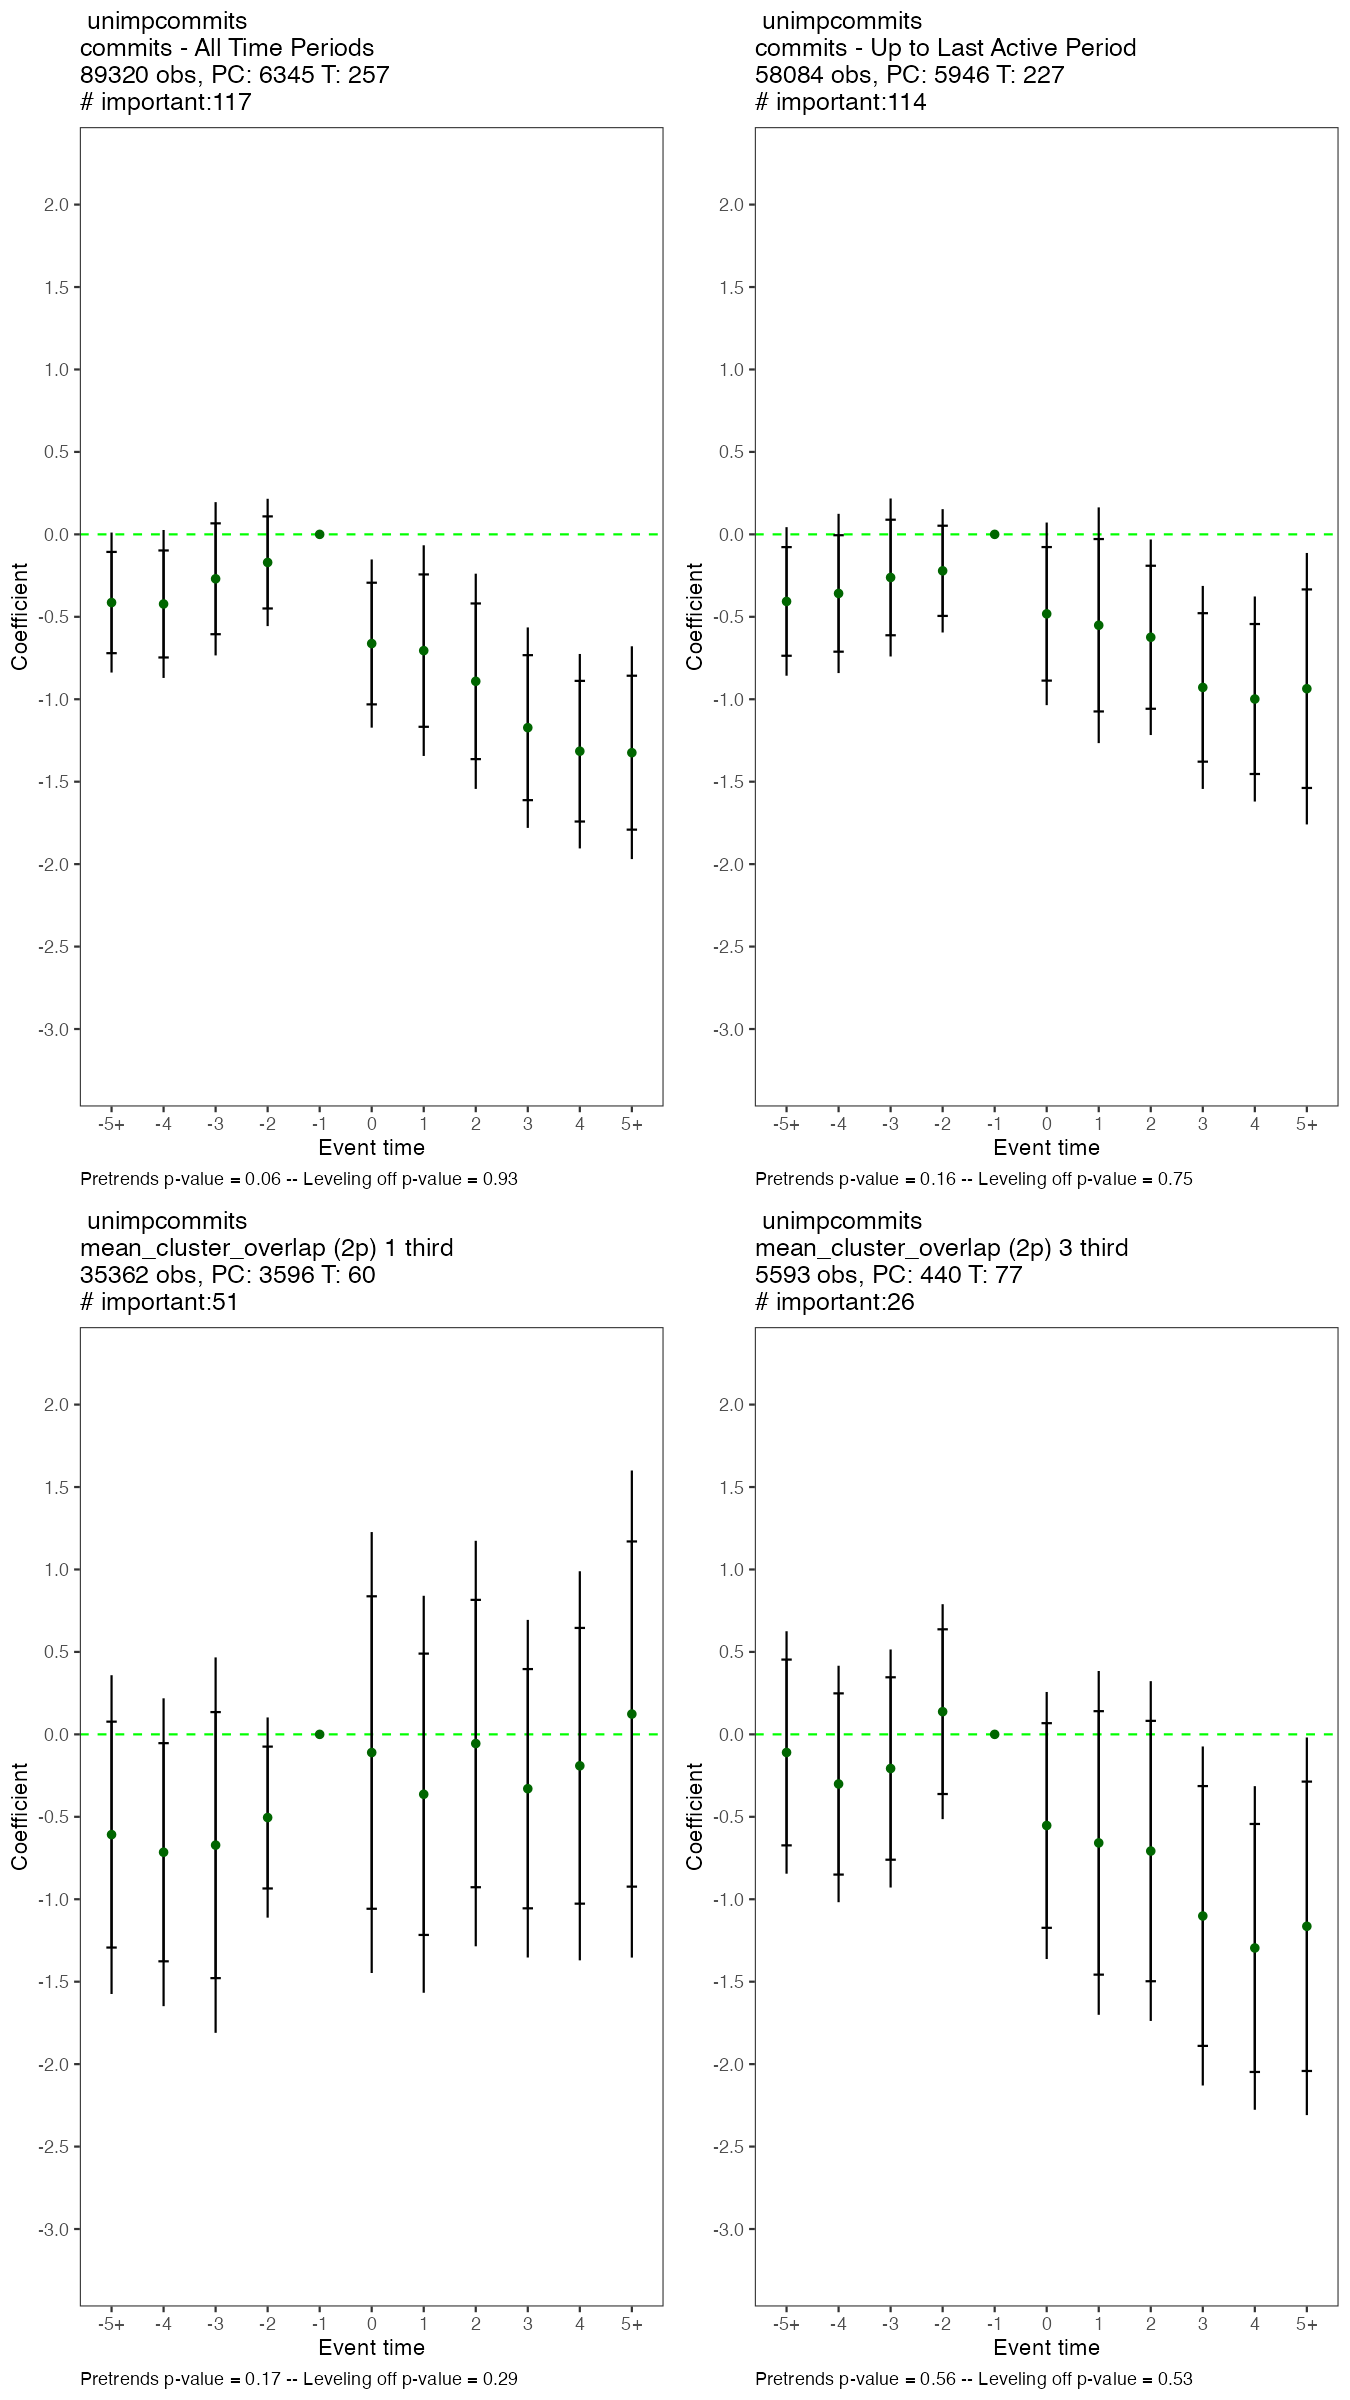 unimpcommits
commits - All Time Periods
89320 obs, PC: 6345 T: 257
# important:117
2.0
1.5
1.0
0.5
0.0
-0.5
-1.0
-1.5
-2.0
-2.5
-3.0
Coefficient
-5+ -4 -3 -2 -1 0 1 2 3 4 5+
Event time
Pretrends p-value = 0.06 -- Leveling off p-value = 0.93
unimpcommits
commits - Up to Last Active Period
58084 obs, PC: 5946 T: 227
# important:114
2.0
1.5
1.0
0.5
0.0
-0.5
-1.0
-1.5
-2.0
-2.5
-3.0
Coefficient
-5+ -4 -3 -2 -1 0 1 2 3 4 5+
Event time
Pretrends p-value = 0.16 -- Leveling off p-value = 0.75
unimpcommits
mean_cluster_overlap (2p) 1 third
35362 obs, PC: 3596 T: 60
# important:51
2.0
1.5
1.0
0.5
0.0
-0.5
-1.0
-1.5
-2.0
-2.5
-3.0
Coefficient
-5+ -4 -3 -2 -1 0 1 2 3 4 5+
Event time
Pretrends p-value = 0.17 -- Leveling off p-value = 0.29
unimpcommits
mean_cluster_overlap (2p) 3 third
5593 obs, PC: 440 T: 77
# important:26
2.0
1.5
1.0
0.5
0.0
-0.5
-1.0
-1.5
-2.0
-2.5
-3.0
Coefficient
-5+ -4 -3 -2 -1 0 1 2 3 4 5+
Event time
Pretrends p-value = 0.56 -- Leveling off p-value = 0.53